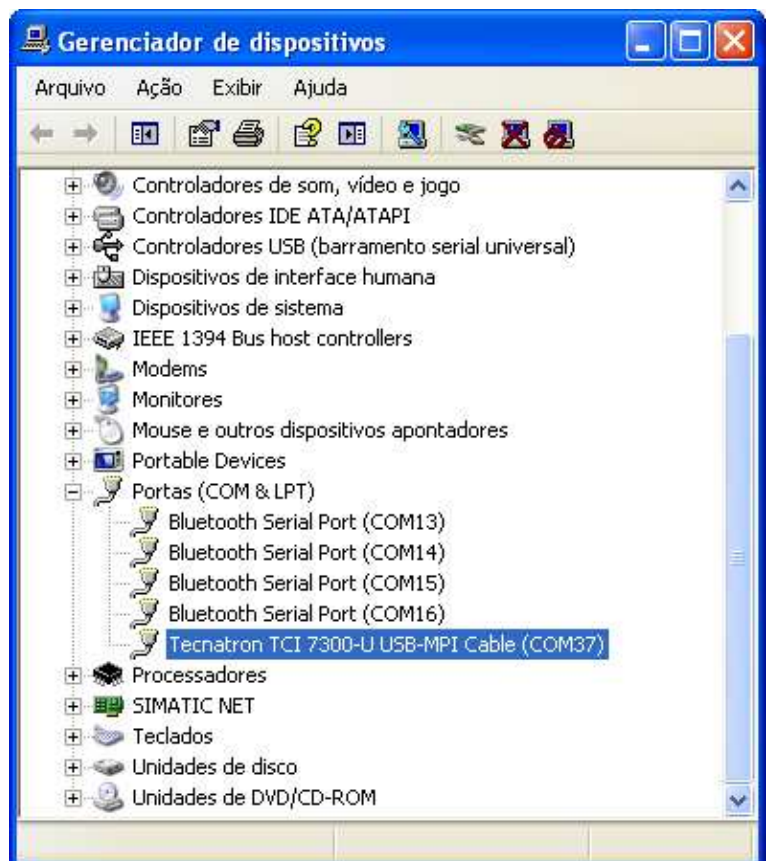 Gerenciador de dispositivos
Arquivo Ação Exibir Ajuda
Controladores de som, vídeo e jogo
Controladores IDE ATA/ATAPI
Controladores USB (barramento serial universal)
Dispositivos de interface humana
Dispositivos de sistema
IEEE 1394 Bus host controllers
Modems
Monitores
Mouse e outros dispositivos apontadores
Portable Devices
Portas (COM & LPT)
Bluetooth Serial Port (COM13)
Bluetooth Serial Port (COM14)
Bluetooth Serial Port (COM15)
Bluetooth Serial Port (COM16)
Tecnatron TCI 7300-U USB-MPI Cable (COM37)
Processadores
SIMATIC NET
Teclados
Unidades de disco
Unidades de DVD/CD-ROM